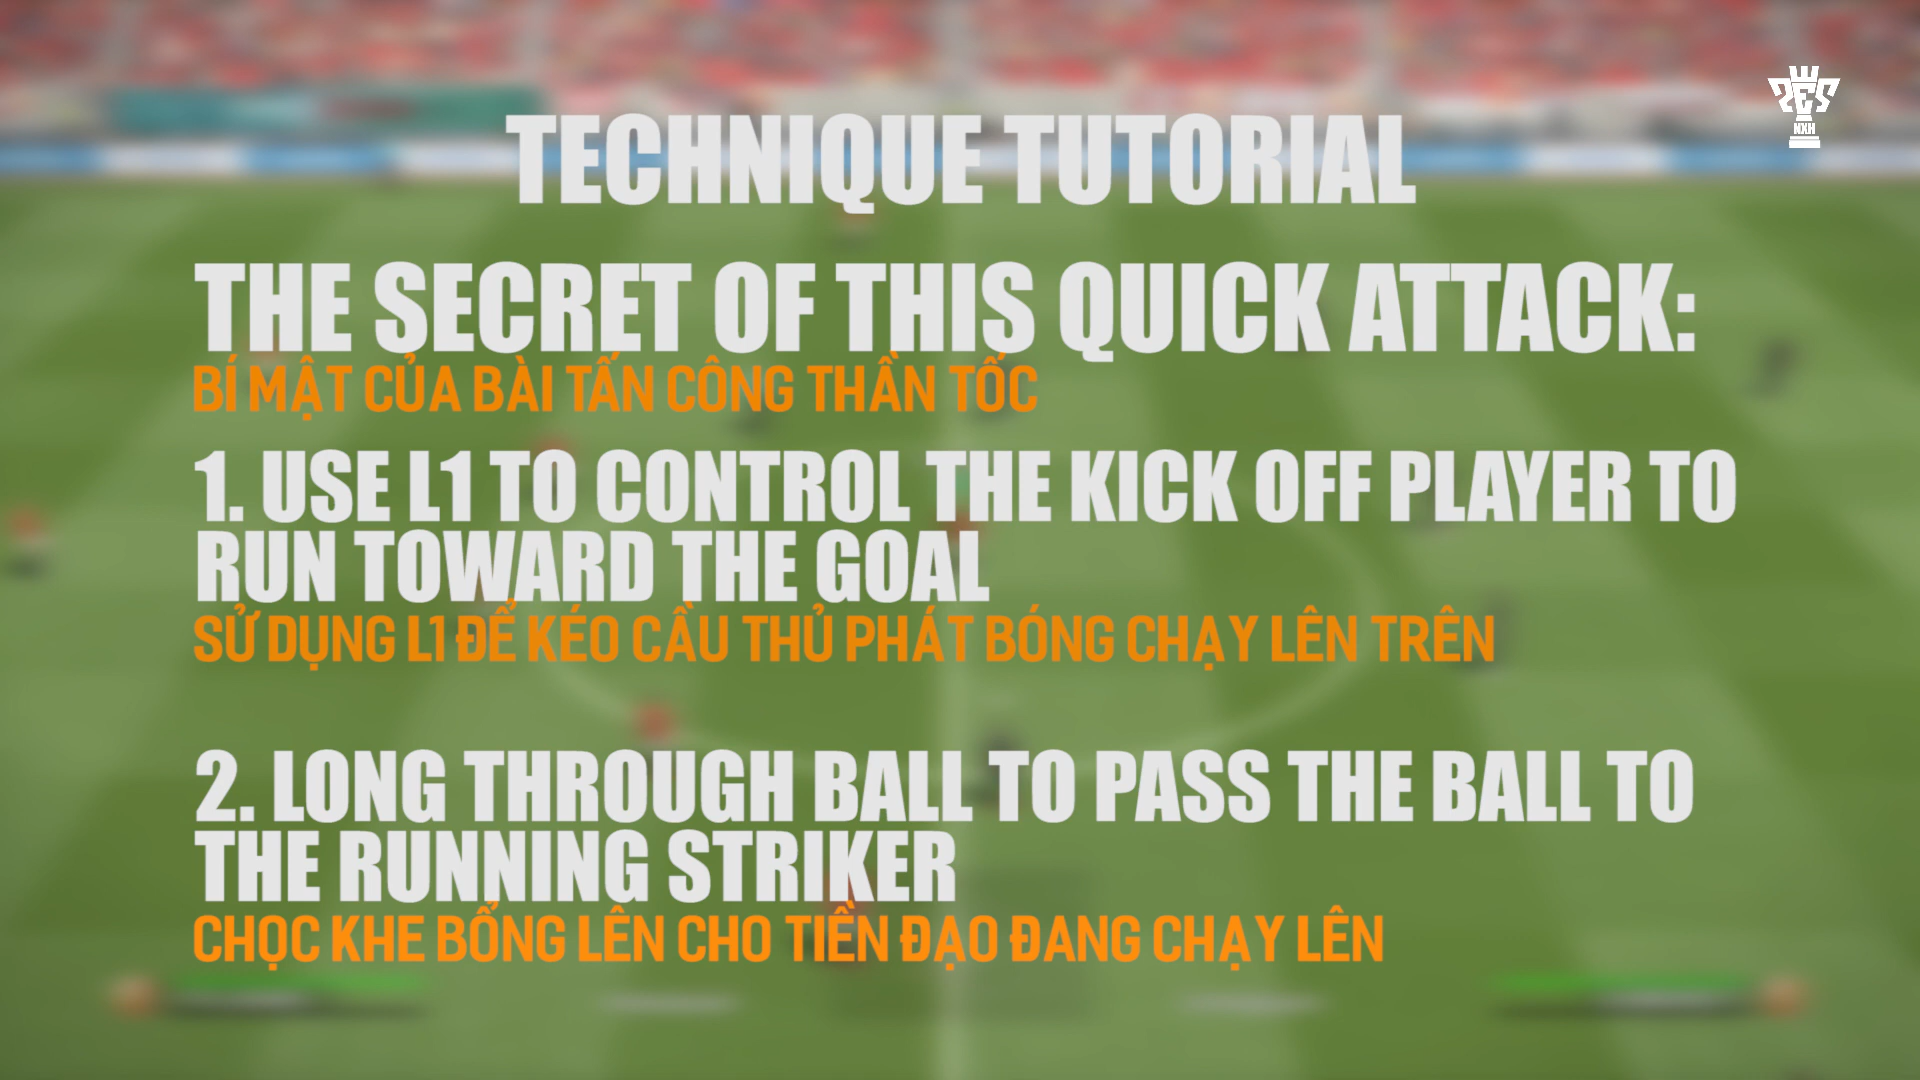 PES
NXH
TECHNIQUE TUTORIAL
THE SECRET OF THIS QUICK ATTACK:
BÍ MẬT CỦA BÀI TẤN CÔNG THẦN TỐC
1. USE L1 TO CONTROL THE KICK OFF PLAYER TO
RUN TOWARD THE GOAL
SỬ DỤNG L1 ĐỂ KÉO CẦU THỦ PHÁT BÓNG CHẠY LÊN TRÊN
2. LONG THROUGH BALL TO PASS THE BALL TO
THE RUNNING STRIKER
CHỌC KHE BỔNG LÊN CHO TIỀN ĐẠO ĐANG CHẠY LÊN